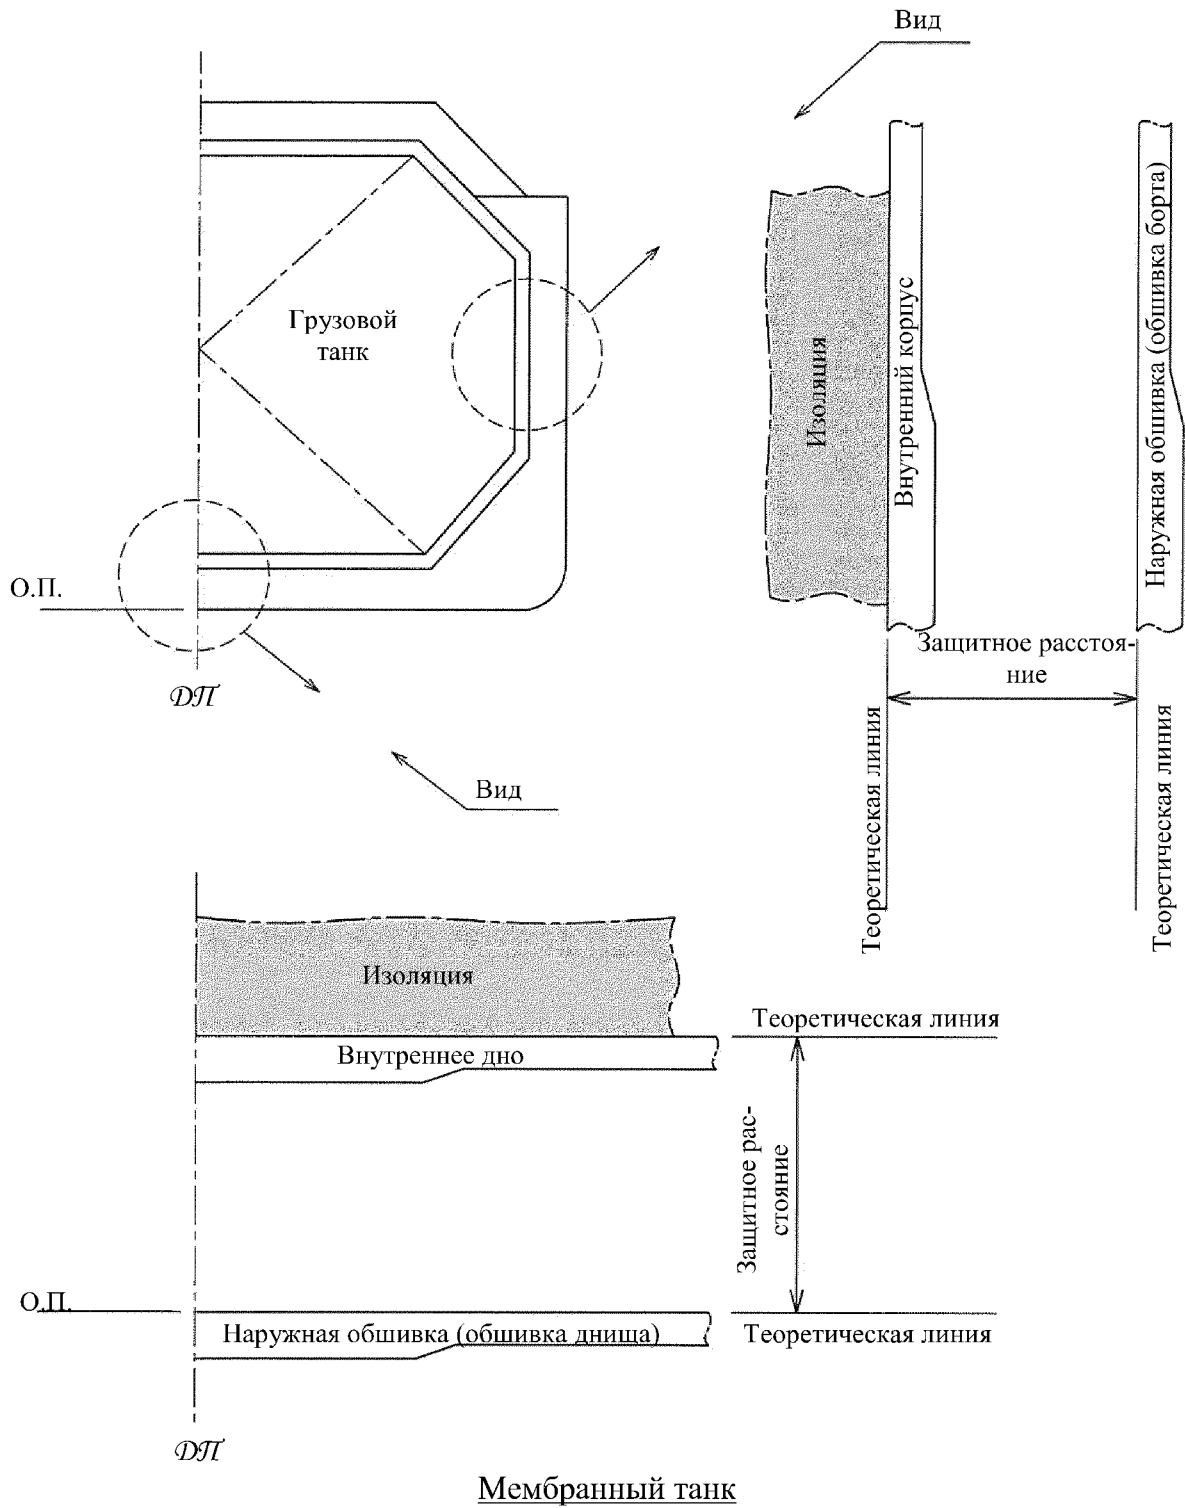 Вид
Грузовой
танк
Изоляция
Внутренний корпус
Наружная обшивка (обшивка борта)
О.П.
ДП
Защитное расстоя-
ние
Теоретическая линия
Теоретическая линия
Вид
Изоляция
Теоретическая линия
Внутреннее дно
Защитное рас-
стояние
О.П.
Наружная обшивка (обшивка днища)
Теоретическая линия
ДП
Мембранный танк